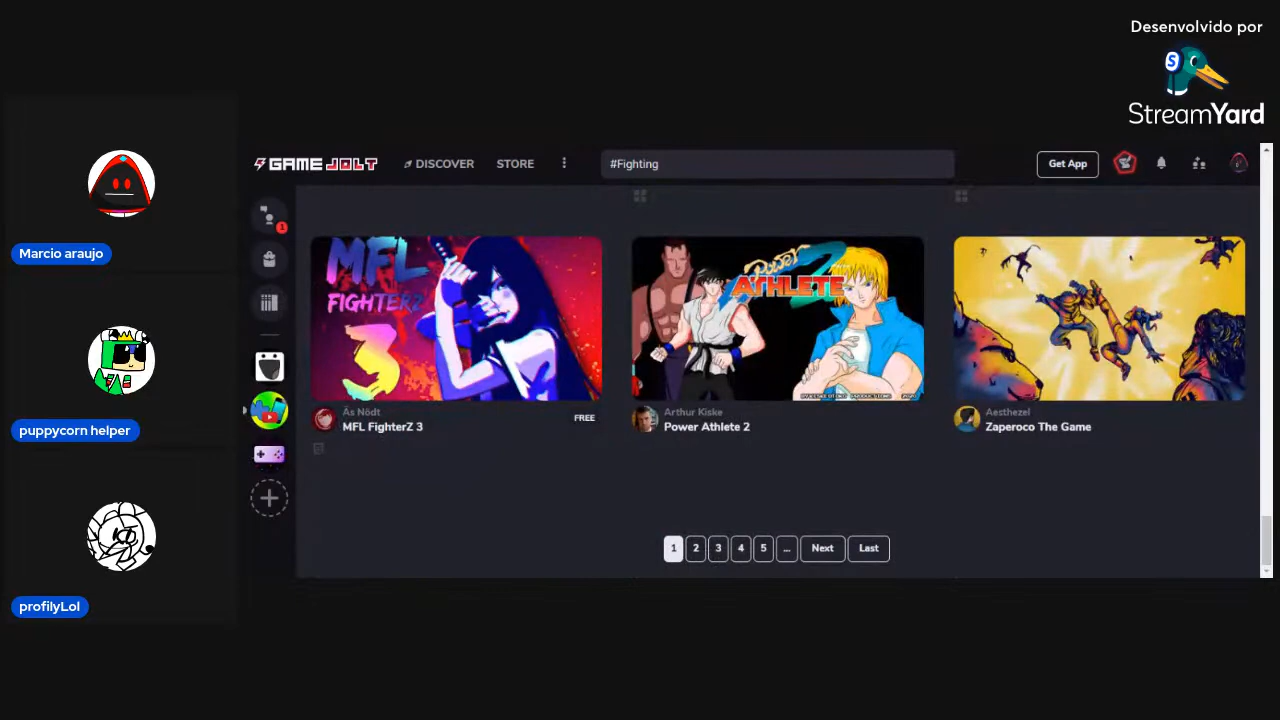 Desenvolvido por
StreamYard
GAME JOLT
DISCOVER
STORE
#Fighting
Get App
1
Marcio araujo
puppycorn helper
profilyLol
MFL
FIGHTERZ
3
Power
ATHLETE
2
Äs Nödt
MFL FighterZ 3
FREE
Arthur Kiske
Power Athlete 2
Aesthezel
Zaperoco The Game
1
2
3
4
5
...
Next
Last